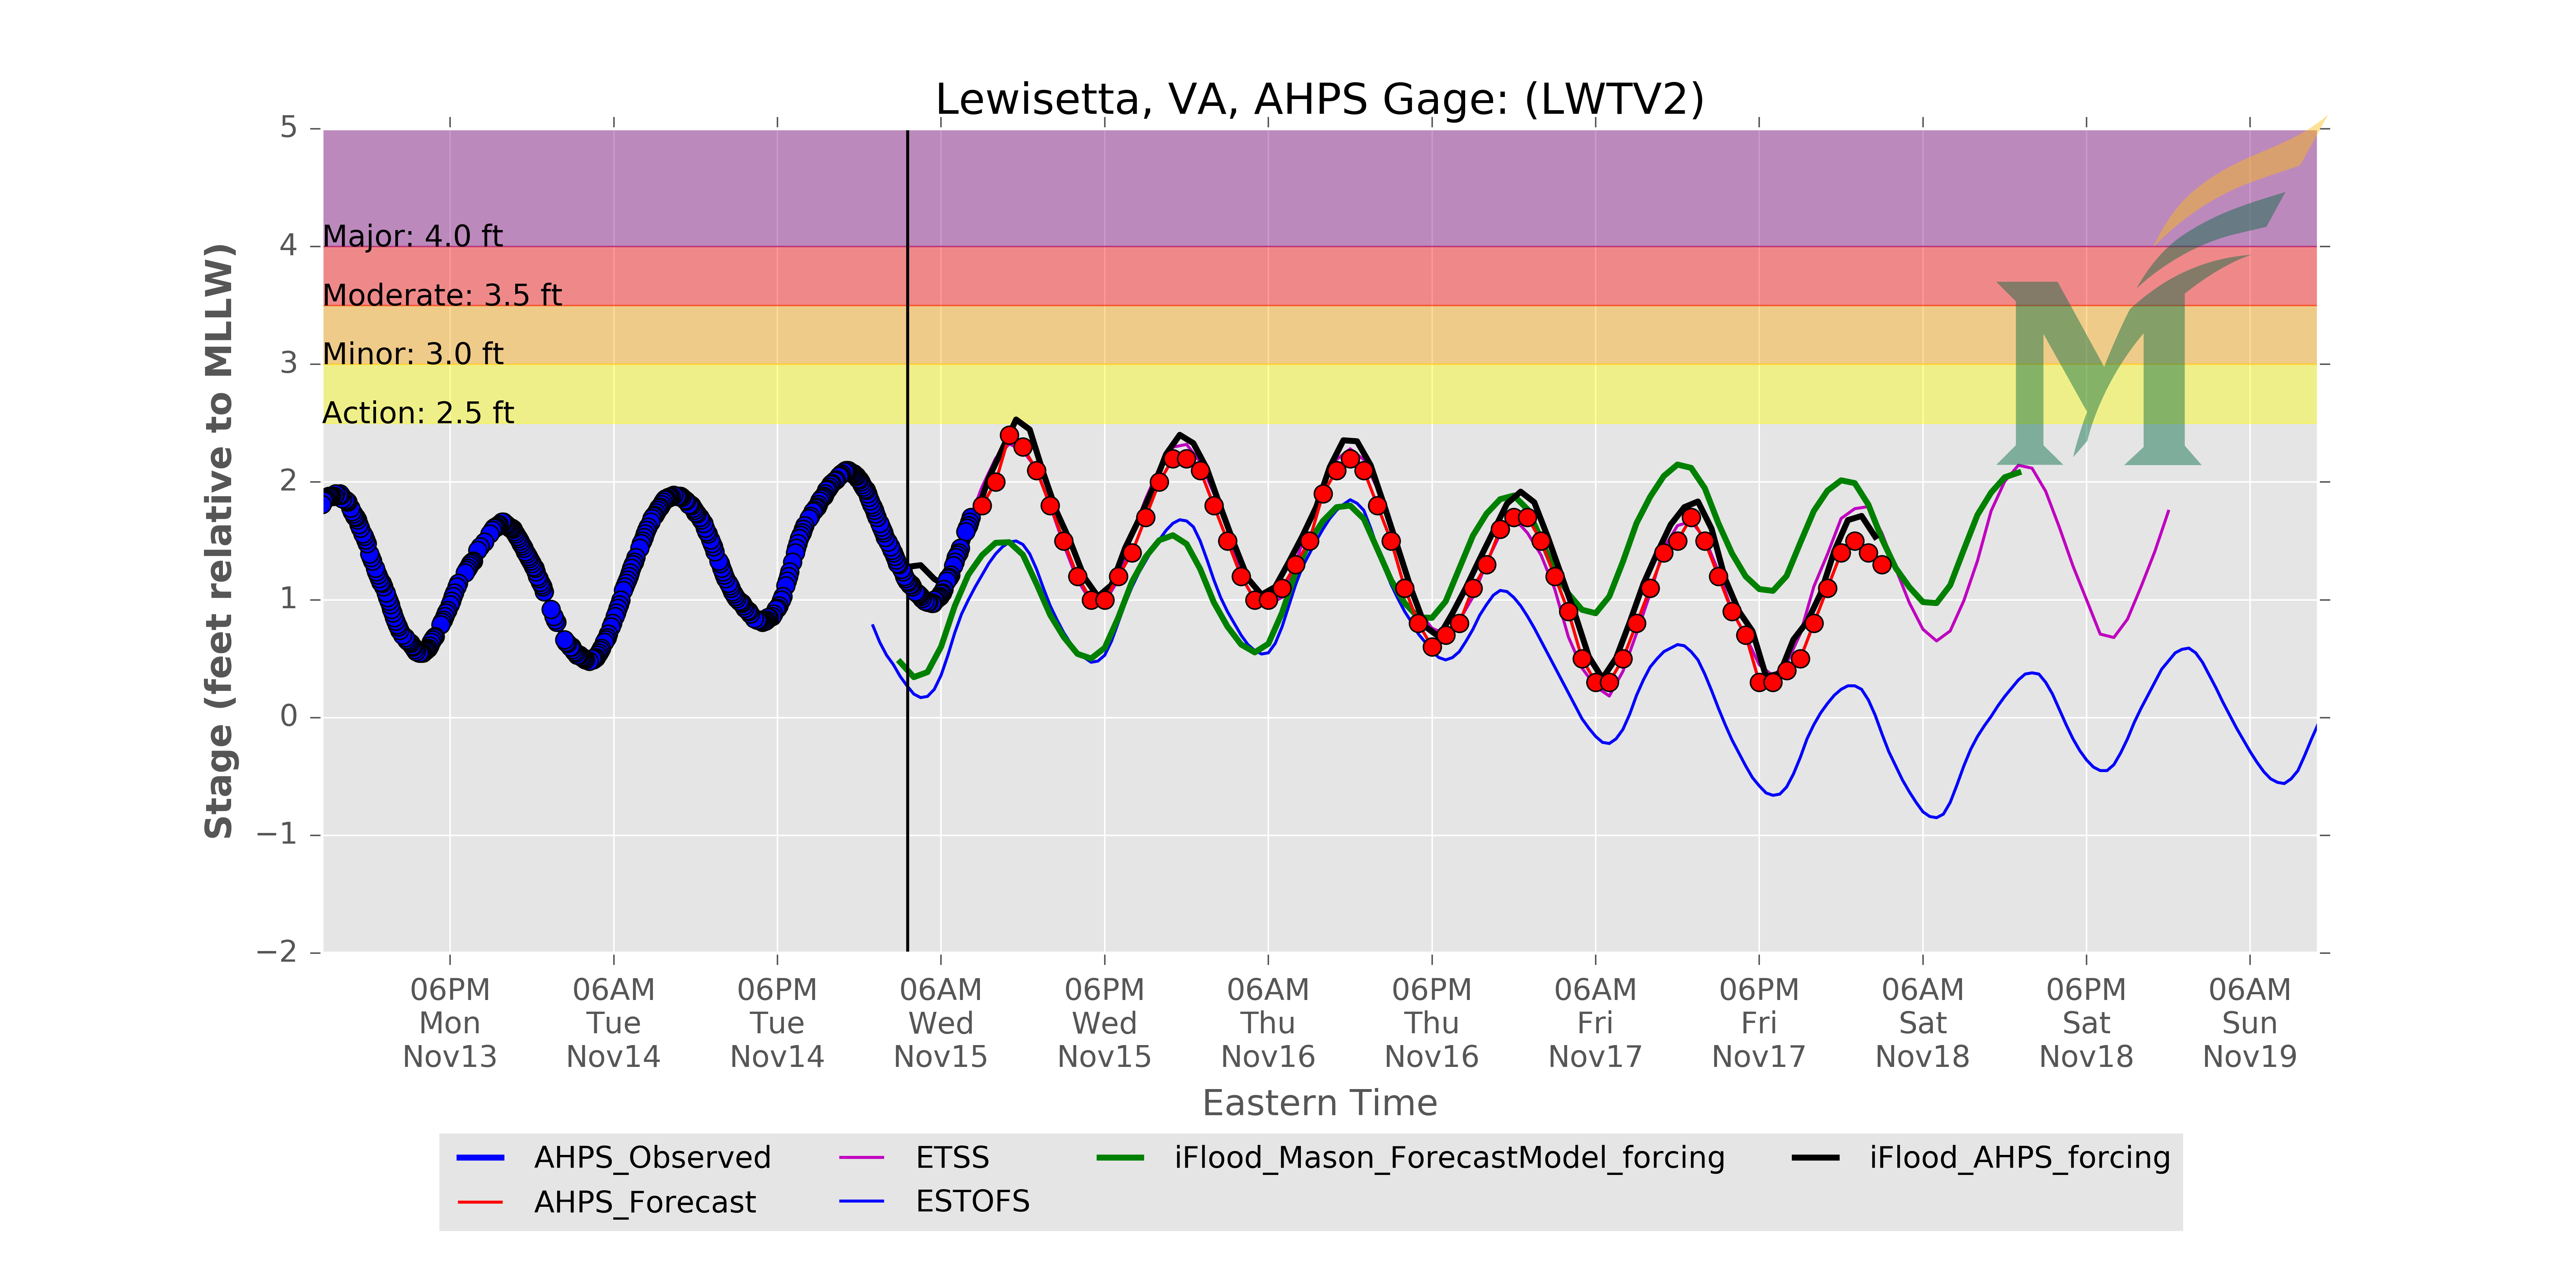 Lewisetta, VA, AHPS Gage: (LWTV2)
5
4
3
2
1
0
−1
−2
Stage (feet relative to MLLW)
Major: 4.0 ft
Moderate: 3.5 ft
Minor: 3.0 ft
Action: 2.5 ft
M
06PM 06AM 06PM 06AM 06PM 06AM 06PM 06AM 06PM 06AM 06PM 06AM
Mon Tue Tue Wed Wed Thu Thu Fri Fri Sat Sat Sun
Nov13 Nov14 Nov14 Nov15 Nov15 Nov16 Nov16 Nov17 Nov17 Nov18 Nov18 Nov19
Eastern Time
AHPS_Observed ETSS iFlood_Mason_ForecastModel_forcing iFlood_AHPS_forcing
AHPS_Forecast ESTOFS